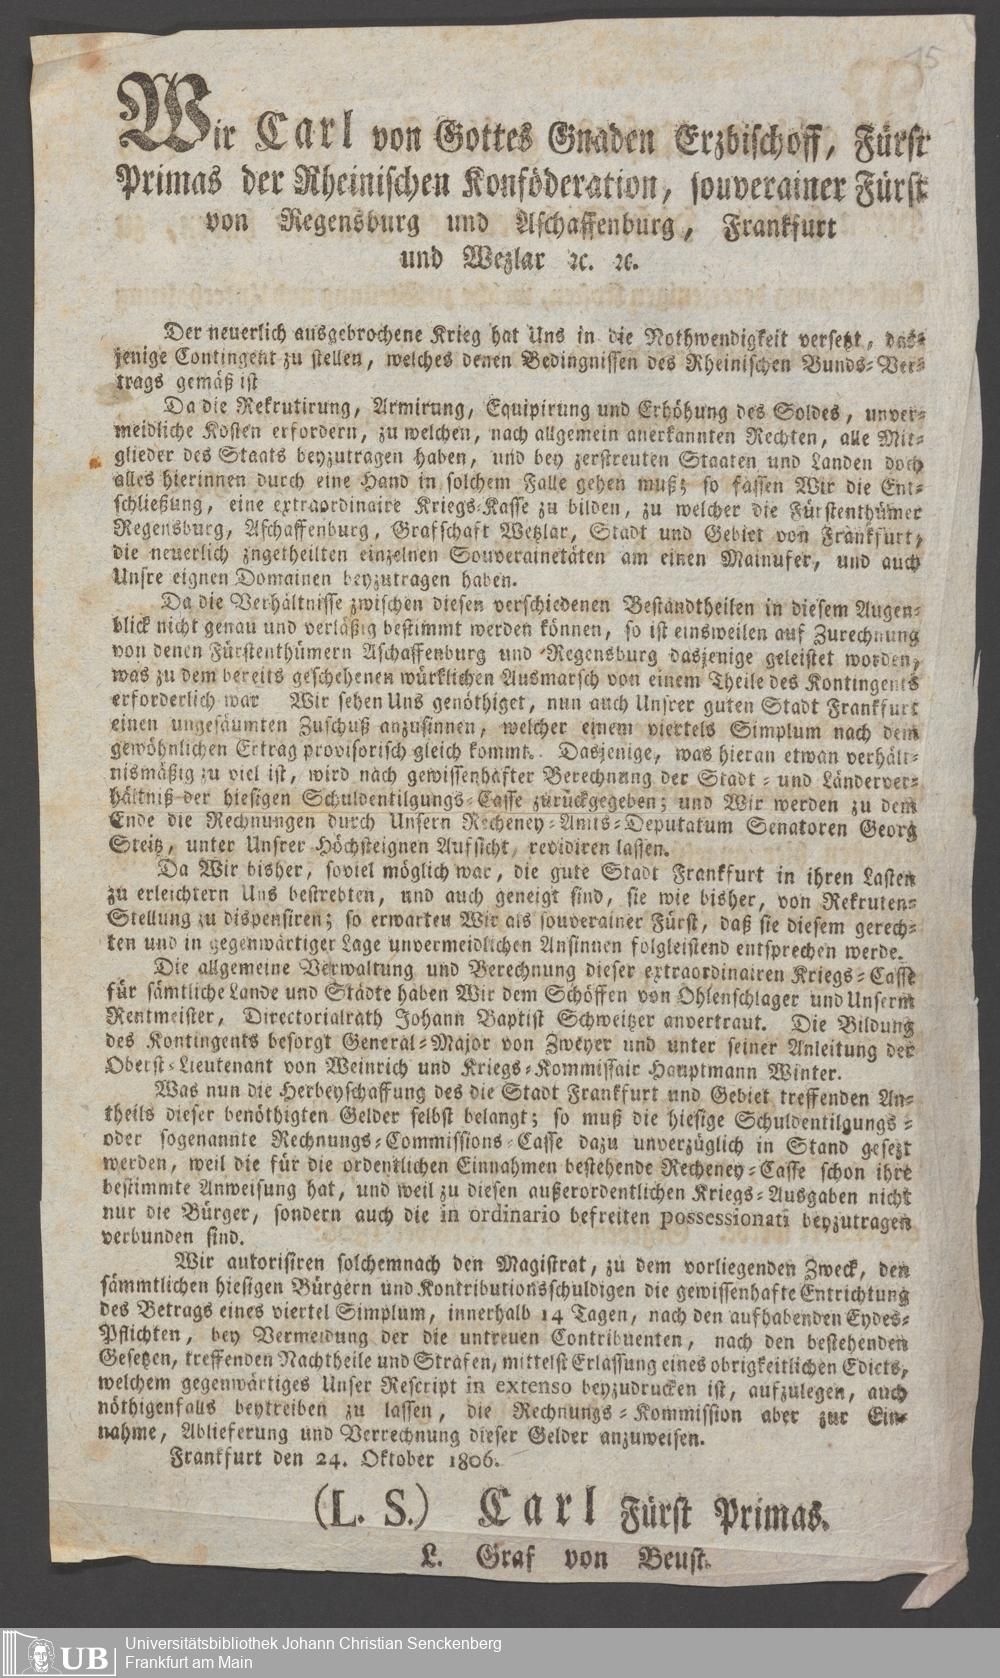 15
Wir Carl von Gottes Gnaden Erzbischoff, Fürst
Primas der Rheinischen Konföderation, souverainer Fürst
von Regensburg und Aschaffenburg, Frankfurt
und Wezlar ꝛc. ꝛc.
Der neuerlich ausgebrochene Krieg hat Uns in die Nothwendigkeit versetzt, das-
jenige Contingent zu stellen, welches denen Bedingnissen des Rheinischen Bunds-Ver-
trags gemäß ist
Da die Rekrutirung, Armirung, Equipirung und Erhöhung des Soldes, unver-
meidliche Kosten erfordern, zu welchen, nach allgemein anerkannten Rechten, alle Mit-
glieder des Staats beyzutragen haben, und bey zerstreuten Staaten und Landen doch
alles hierinnen durch eine Hand in solchem Falle gehen muß; so fassen Wir die Ent-
schließung, eine extraordinaire Kriegs-Kasse zu bilden, zu welcher die Fürstenthümer
Regensburg, Aschaffenburg, Grafschaft Wetzlar, Stadt und Gebiet von Frankfurt,
die neuerlich zugetheilten einzelnen Souverainetäten am einen Mainufer, und auch
Unsre eignen Domainen beyzutragen haben.
Da die Verhältnisse zwischen diesen verschiedenen Bestandtheilen in diesem Augen-
blick nicht genau und verläßig bestimmt werden können, so ist einsweilen auf Zurechnung
von denen Fürstenthümern Aschaffenburg und Regensburg dasjenige geleistet worden,
was zu dem bereits geschehenen würklichen Ausmarsch von einem Theile des Kontingents
erforderlich war Wir sehen Uns genöthiget, nun auch Unsrer guten Stadt Frankfurt
einen ungesäumten Zuschuß anzusinnen, welcher einem viertels Simplum nach dem
gewöhnlichen Ertrag provisorisch gleich kommt. Dasjenige, was hieran etwan verhält-
nismäßig zu viel ist, wird nach gewissenhafter Berechnung der Stadt- und Länderver-
hältniß der hiesigen Schuldentilgungs-Casse zurückgegeben; und Wir werden zu dem
Ende die Rechnungen durch Unsern Recheney-Amts-Deputatum Senatoren Georg
Steitz, unter Unsrer Höchsteignen Aufsicht, revidiren lassen.
Da Wir bisher, soviel möglich war, die gute Stadt Frankfurt in ihren Lasten
zu erleichtern Uns bestrebten, und auch geneigt sind, sie wie bisher, von Rekruten-
Stellung zu dispensiren; so erwarten Wir als souverainer Fürst, daß sie diesem gerech-
ten und in gegenwärtiger Lage unvermeidlichen Ansinnen folgleistend entsprechen werde.
Die allgemeine Verwaltung und Berechnung dieser extraordinairen Kriegs-Casse
für sämtliche Lande und Städte haben Wir dem Schöffen von Ohlenschlager und Unserm
Rentmeister, Directorialrath Johann Baptist Schweitzer anvertraut. Die Bildung
des Kontingents besorgt General-Major von Zweyer und unter seiner Anleitung der
Oberst-Lieutenant von Weinrich und Kriegs-Kommissair Hauptmann Winter.
Was nun die Herbeyschaffung des die Stadt Frankfurt und Gebiet treffenden An-
theils dieser benöthigten Gelder selbst belangt; so muß die hiesige Schuldentilgungs-
oder sogenannte Rechnungs-Commissions-Casse dazu unverzüglich in Stand gesezt
werden, weil die für die ordentlichen Einnahmen bestehende Recheney-Casse schon ihre
bestimmte Anweisung hat, und weil zu diesen außerordentlichen Kriegs-Ausgaben nicht
nur die Bürger, sondern auch die in ordinario befreiten possessionati beyzutragen
verbunden sind.
Wir autorisiren solchemnach den Magistrat, zu dem vorliegenden Zweck, den
sämmtlichen hiesigen Bürgern und Kontributionsschuldigen die gewissenhafte Entrichtung
des Betrags eines viertel Simplum, innerhalb 14 Tagen, nach den aufhabenden Eydes-
Pflichten, bey Vermeidung der die untreuen Contribuenten, nach den bestehenden
Gesetzen, treffenden Nachtheile und Strafen, mittelst Erlassung eines obrigkeitlichen Edicts,
welchem gegenwärtiges Unser Rescript in extenso beyzudrucken ist, aufzulegen, auch
nöthigenfalls beytreiben zu lassen, die Rechnungs-Kommission aber zur Ein-
nahme, Ablieferung und Verrechnung dieser Gelder anzuweisen.
Frankfurt den 24. Oktober 1806.
(L. S.) Carl Fürst Primas.
L. Graf von Beust.
UB
Universitätsbibliothek Johann Christian Senckenberg
Frankfurt am Main